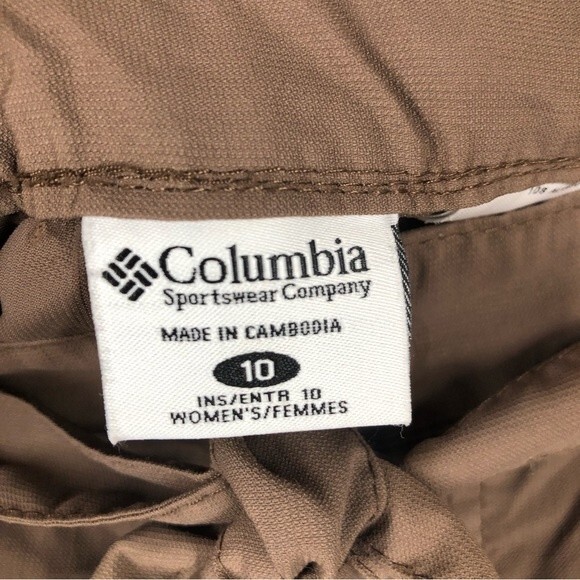 Columbia
Sportswear Company
MADE IN CAMBODIA
10
INS/ENTR 10
WOMEN'S/FEMMES